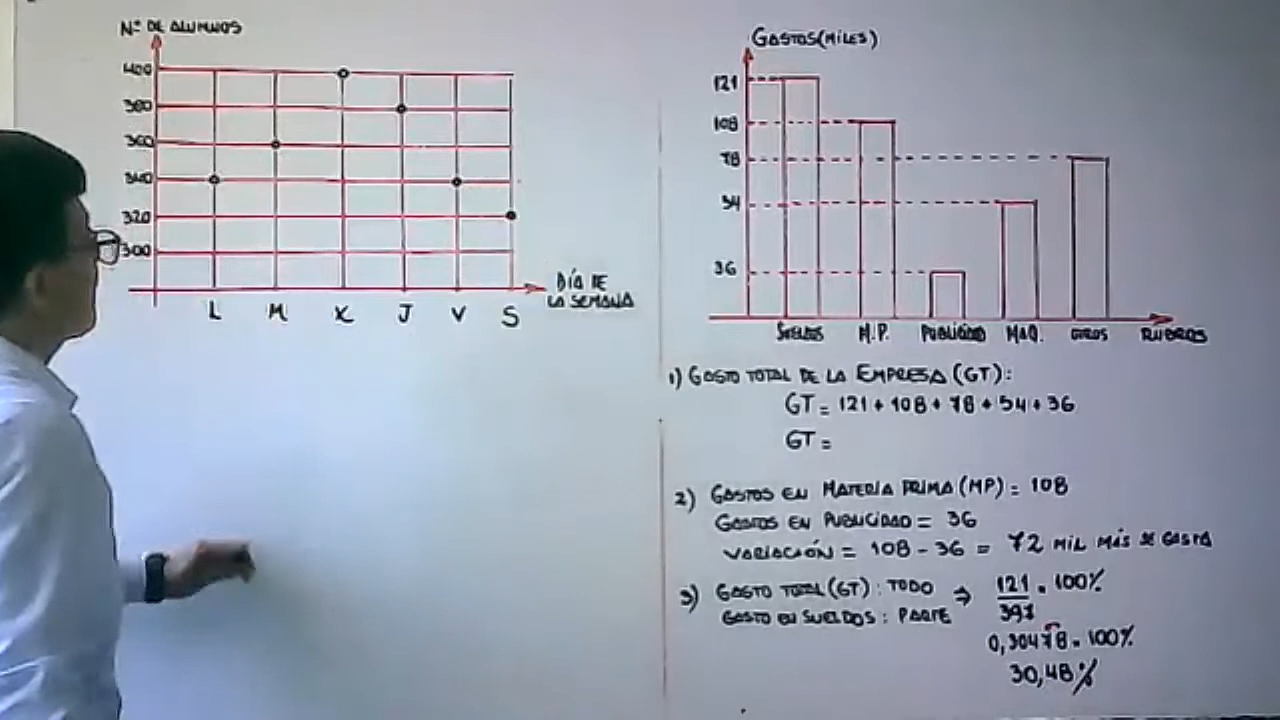 Nº DE ALUMNOS
400
380
360
340
320
300
L M X J V S
DÍA DE
LA SEMANA
GASTOS(MILES)
121
108
78
54
36
SUELDOS M.P. PUBLICIDAD MAQ. OTROS RUBROS
1) GASTO TOTAL DE LA EMPRESA (GT):
GT = 121 + 108 + 78 + 54 + 36
GT =
2) GASTOS EN MATERIA PRIMA (MP) = 108
GASTOS EN PUBLICIDAD = 36
VARIACIÓN = 108 - 36 = 72 MIL MÁS SE GASTA
3) GASTO TOTAL (GT) : TODO ⇒ 121/397 . 100%
GASTO EN SUELDOS : PARTE
0,30478 . 100%
30,48%